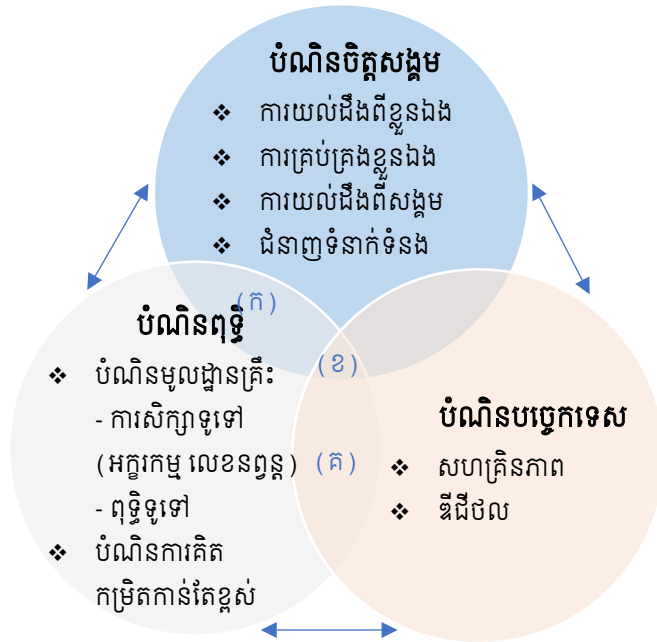 បំណិនចិត្តសង្គម
❖ ការយល់ដឹងពីខ្លួនឯង
❖ ការគ្រប់គ្រងខ្លួនឯង
❖ ការយល់ដឹងពីសង្គម
❖ ជំនាញទំនាក់ទំនង
(ក)
បំណិនពុទ្ធិ
❖ បំណិនមូលដ្ឋានគ្រឹះ
- ការសិក្សាទូទៅ
(អក្ខរកម្ម លេខនព្វន្ត)
- ពុទ្ធិទូទៅ
❖ បំណិនការគិត
កម្រិតកាន់តែខ្ពស់
(ខ)
(គ)
បំណិនបច្ចេកទេស
❖ សហគ្រិនភាព
❖ ឌីជីថល